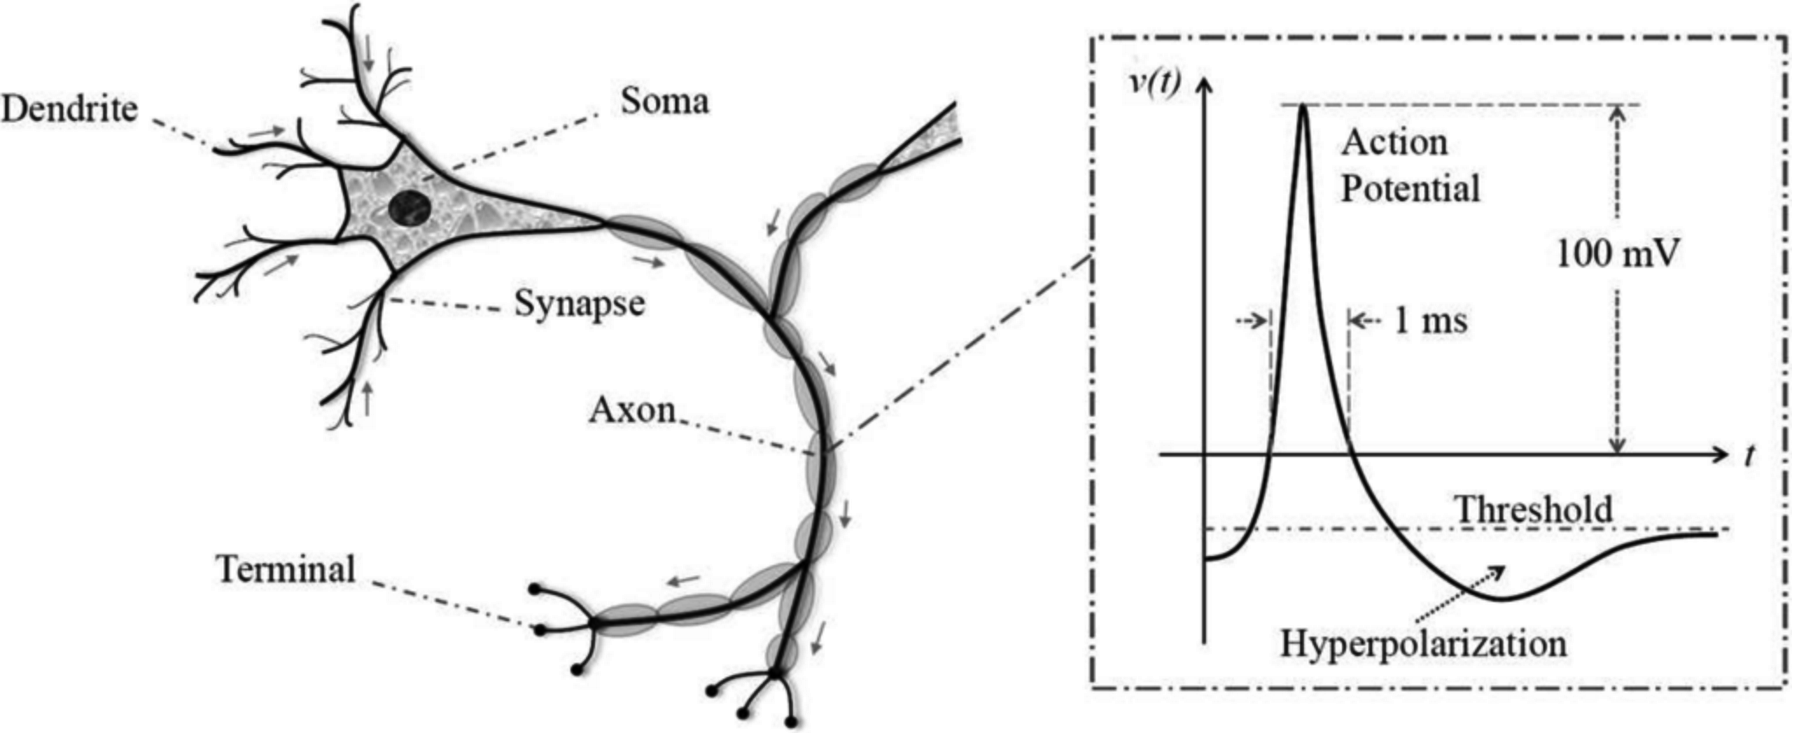 Dendrite
Soma
Synapse
Axon
Terminal
v(t)
Action
Potential
100 mV
1 ms
t
Threshold
Hyperpolarization